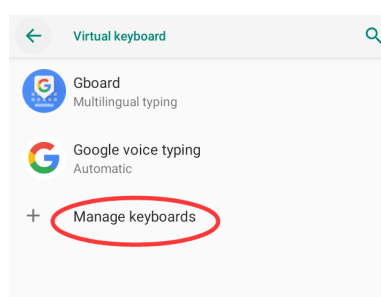 Virtual keyboard
Gboard
Multilingual typing
Google voice typing
Automatic
Manage keyboards